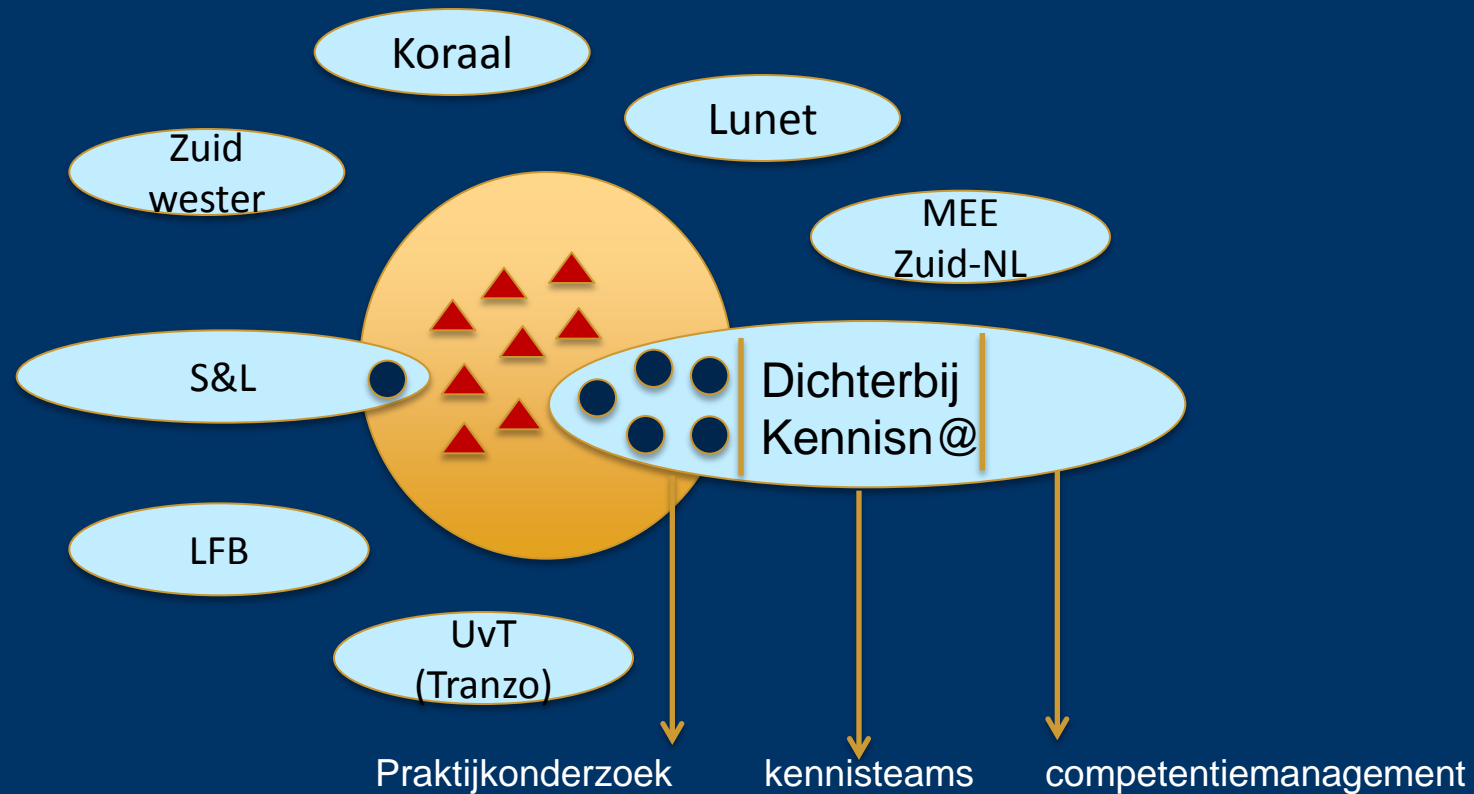 Koraal
Lunet
Zuid
wester
MEE
Zuid-NL
S&L
Dichterbij
Kennisn@
LFB
UvT
(Tranzo)
Praktijkonderzoek kennisteams competentiemanagement